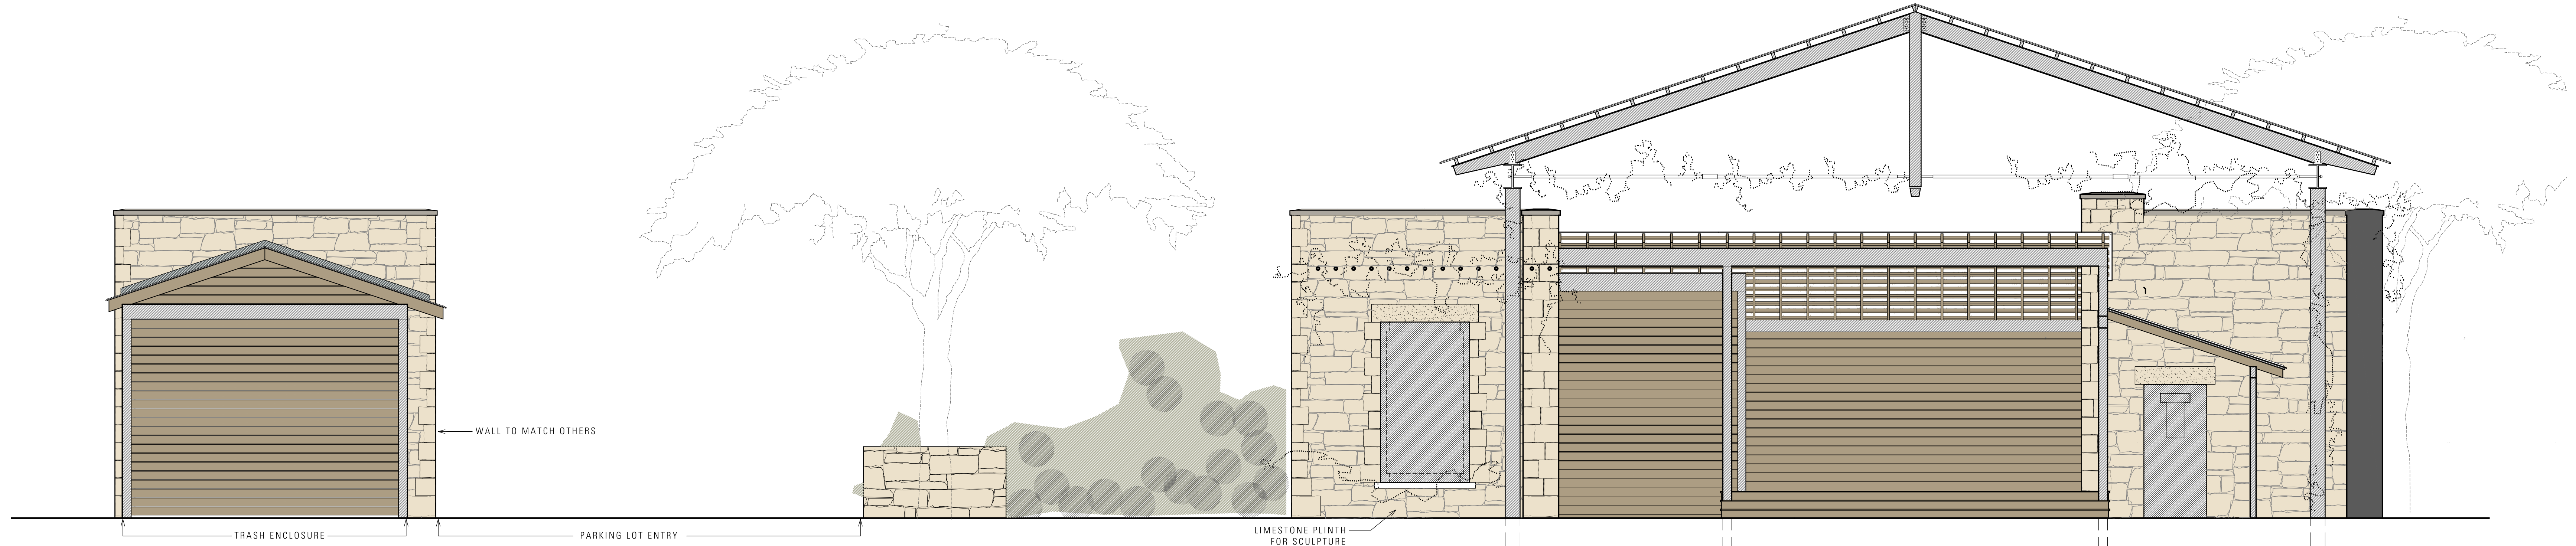 WALL TO MATCH OTHERS
TRASH ENCLOSURE
PARKING LOT ENTRY
LIMESTONE PLINTH
FOR SCULPTURE